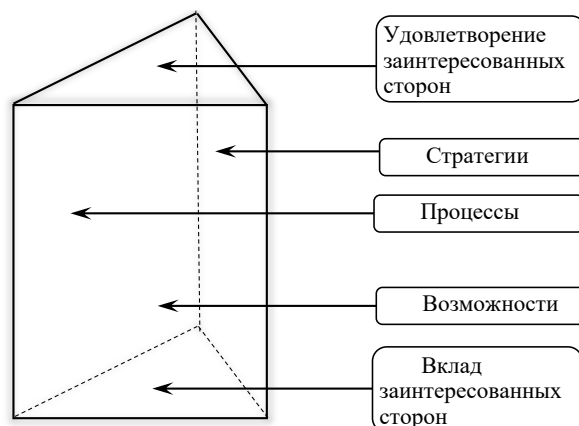 Удовлетворение
заинтересованных
сторон
Стратегии
Процессы
Возможности
Вклад
заинтересованных
сторон